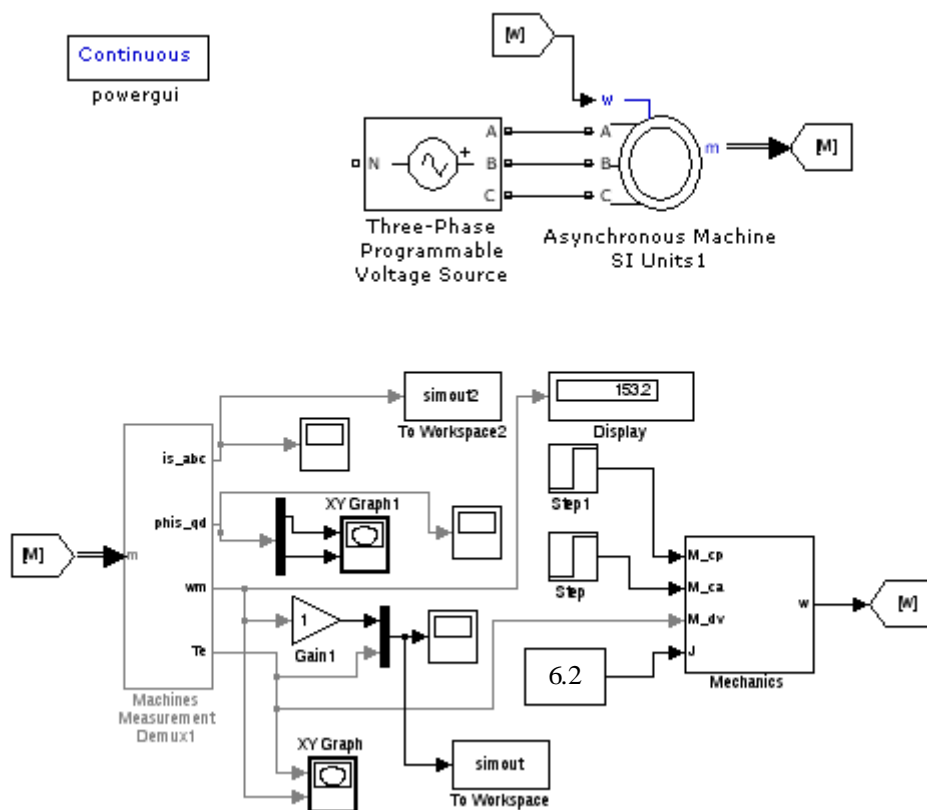 [W]
Continuous
powergui
w
A
B
C
N
+
A
B
C
m
[M]
Three-Phase
Programmable
Voltage Source
Asynchronous Machine
SI Units1
simout2
To Workspace2
153.2
Display
is_abc
Step1
XY Graph1
phis_qd
[M]
m
Step
M_cp
M_ca
M_dv
J
w
[W]
wm
1
Gain1
Te
6.2
Mechanics
Machines
Measurement
Demux1
XY Graph
simout
To Workspace